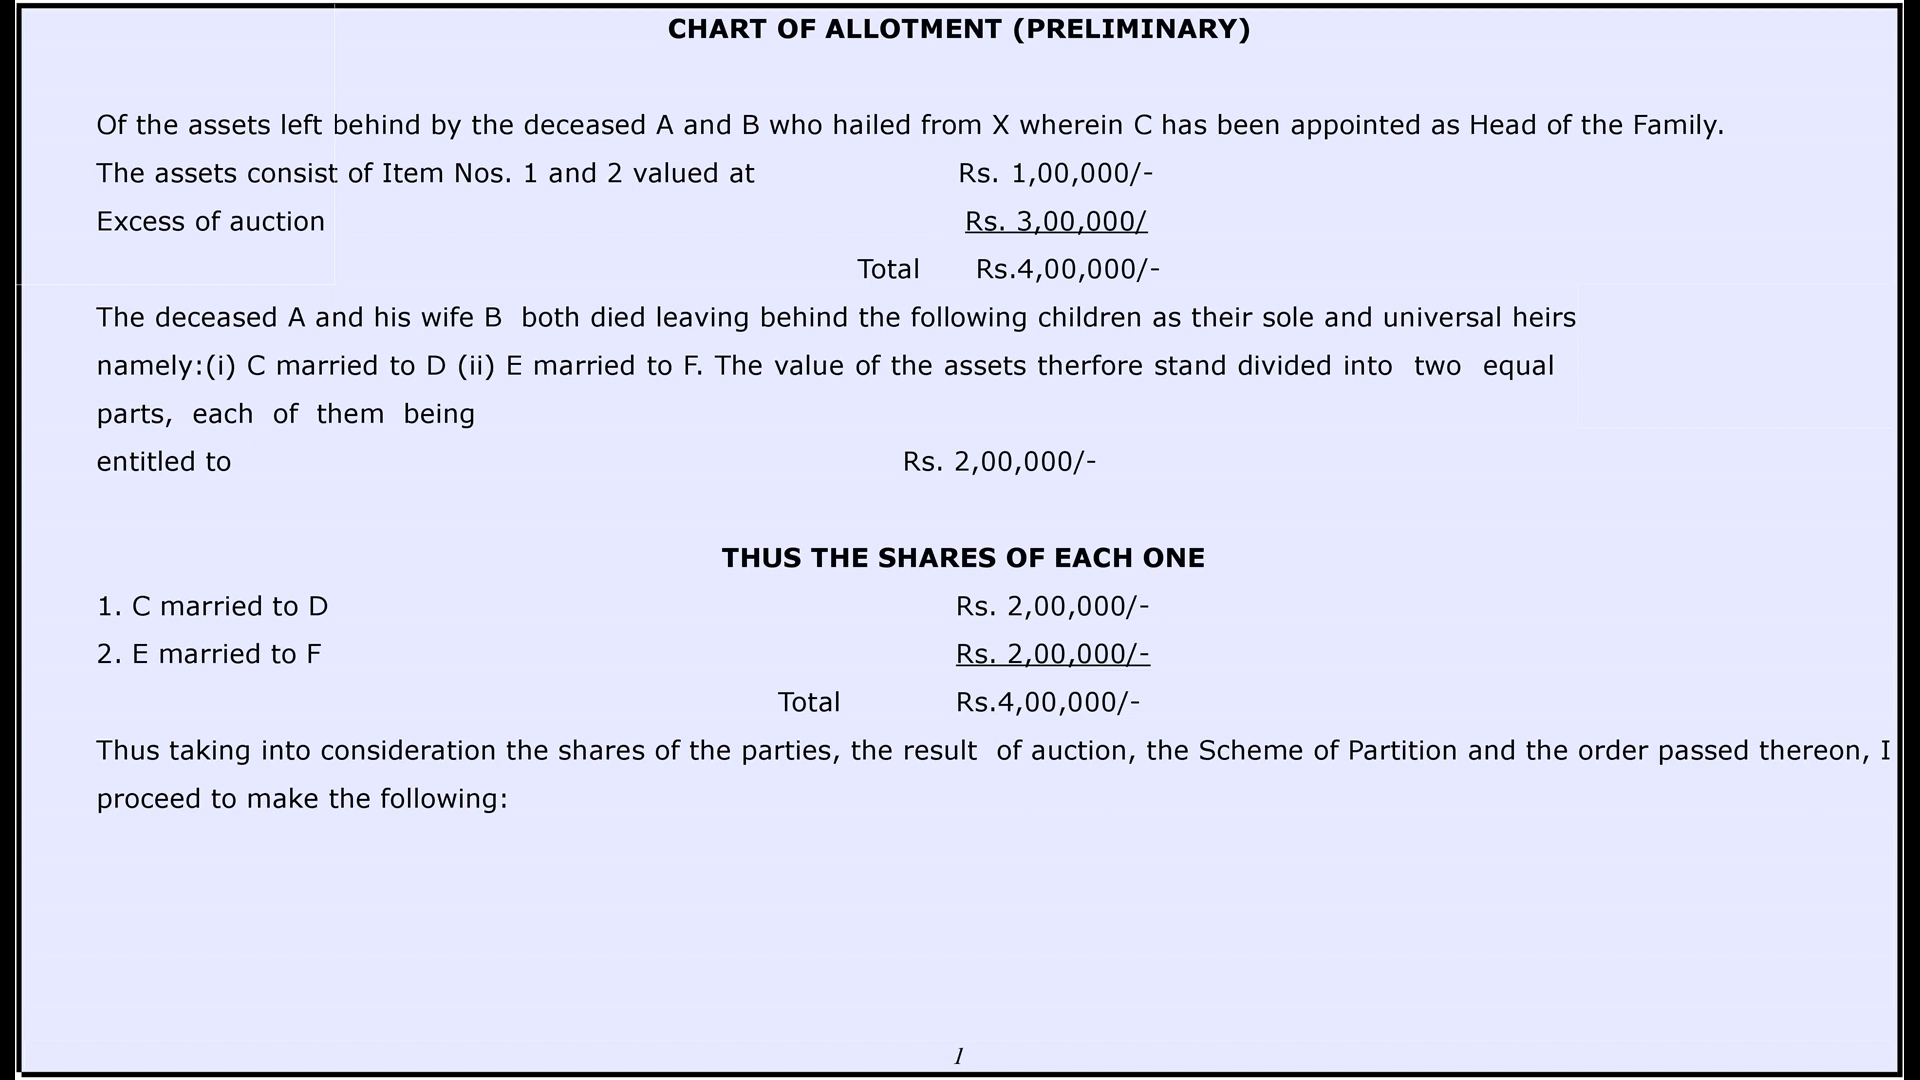 CHART OF ALLOTMENT (PRELIMINARY)
Of the assets left behind by the deceased A and B who hailed from X wherein C has been appointed as Head of the Family.
The assets consist of Item Nos. 1 and 2 valued at Rs. 1,00,000/-
Excess of auction Rs. 3,00,000/
Total Rs.4,00,000/-
The deceased A and his wife B both died leaving behind the following children as their sole and universal heirs
namely:(i) C married to D (ii) E married to F. The value of the assets therfore stand divided into two equal
parts, each of them being
entitled to Rs. 2,00,000/-
THUS THE SHARES OF EACH ONE
1. C married to D Rs. 2,00,000/-
2. E married to F Rs. 2,00,000/-
Total Rs.4,00,000/-
Thus taking into consideration the shares of the parties, the result of auction, the Scheme of Partition and the order passed thereon, I
proceed to make the following:
1